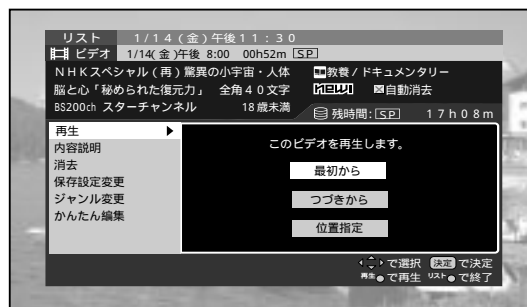 リスト 1/14(金)午後11:30
ビデオ 1/14(金)午後 8:00 00h52m SP
NHKスペシャル(再)驚異の小宇宙・人体 教養/ドキュメンタリー
脳と心「秘められた復元力」 全角40文字 NEW! 自動消去
BS200ch スターチャンネル 18歳未満 残時間:SP 17h08m
再生
内容説明
消去
保存設定変更
ジャンル変更
かんたん編集
このビデオを再生します。
最初から
つづきから
位置指定
で選択 決定 で決定
再生 で再生 リスト で終了